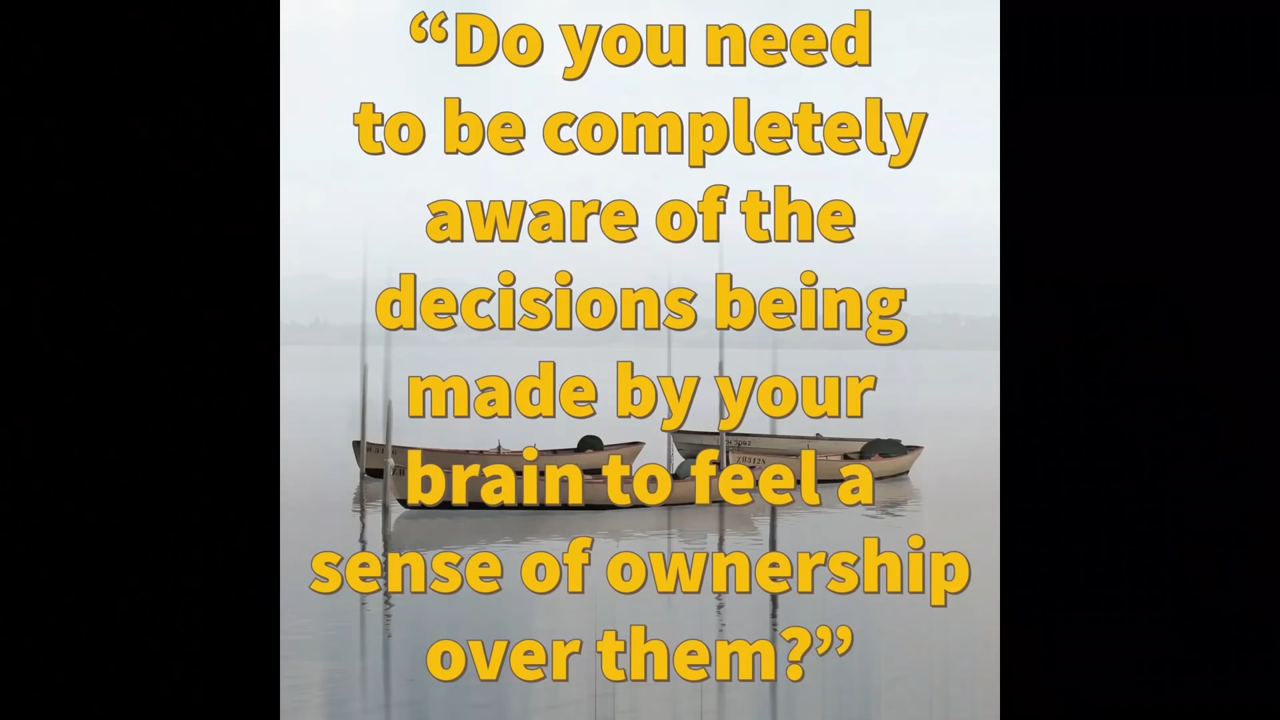 “Do you need
to be completely
aware of the
decisions being
made by your
brain to feel a
sense of ownership
over them?”